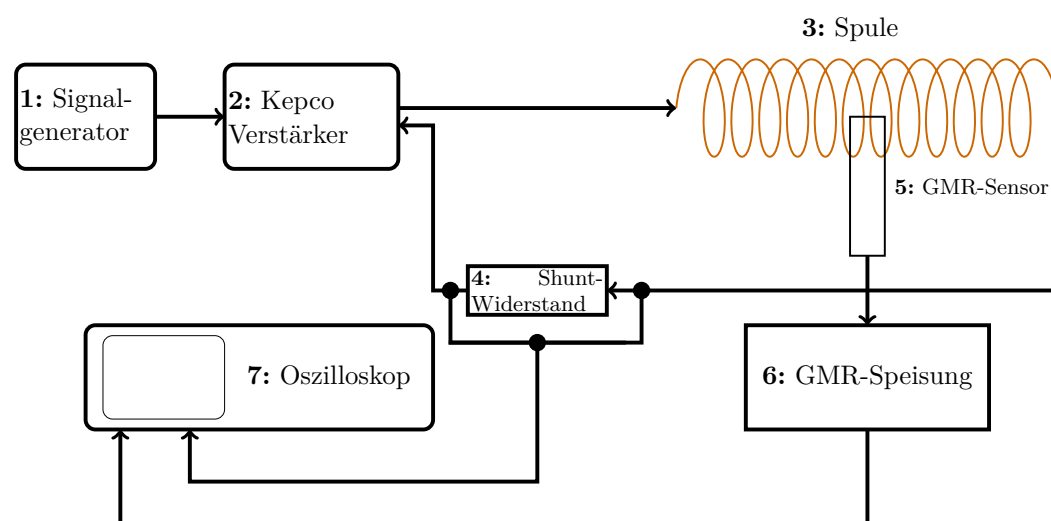 3: Spule
1: Signal-
generator
2: Kepco
Verstärker
5: GMR-Sensor
4: Shunt-
Widerstand
7: Oszilloskop
6: GMR-Speisung